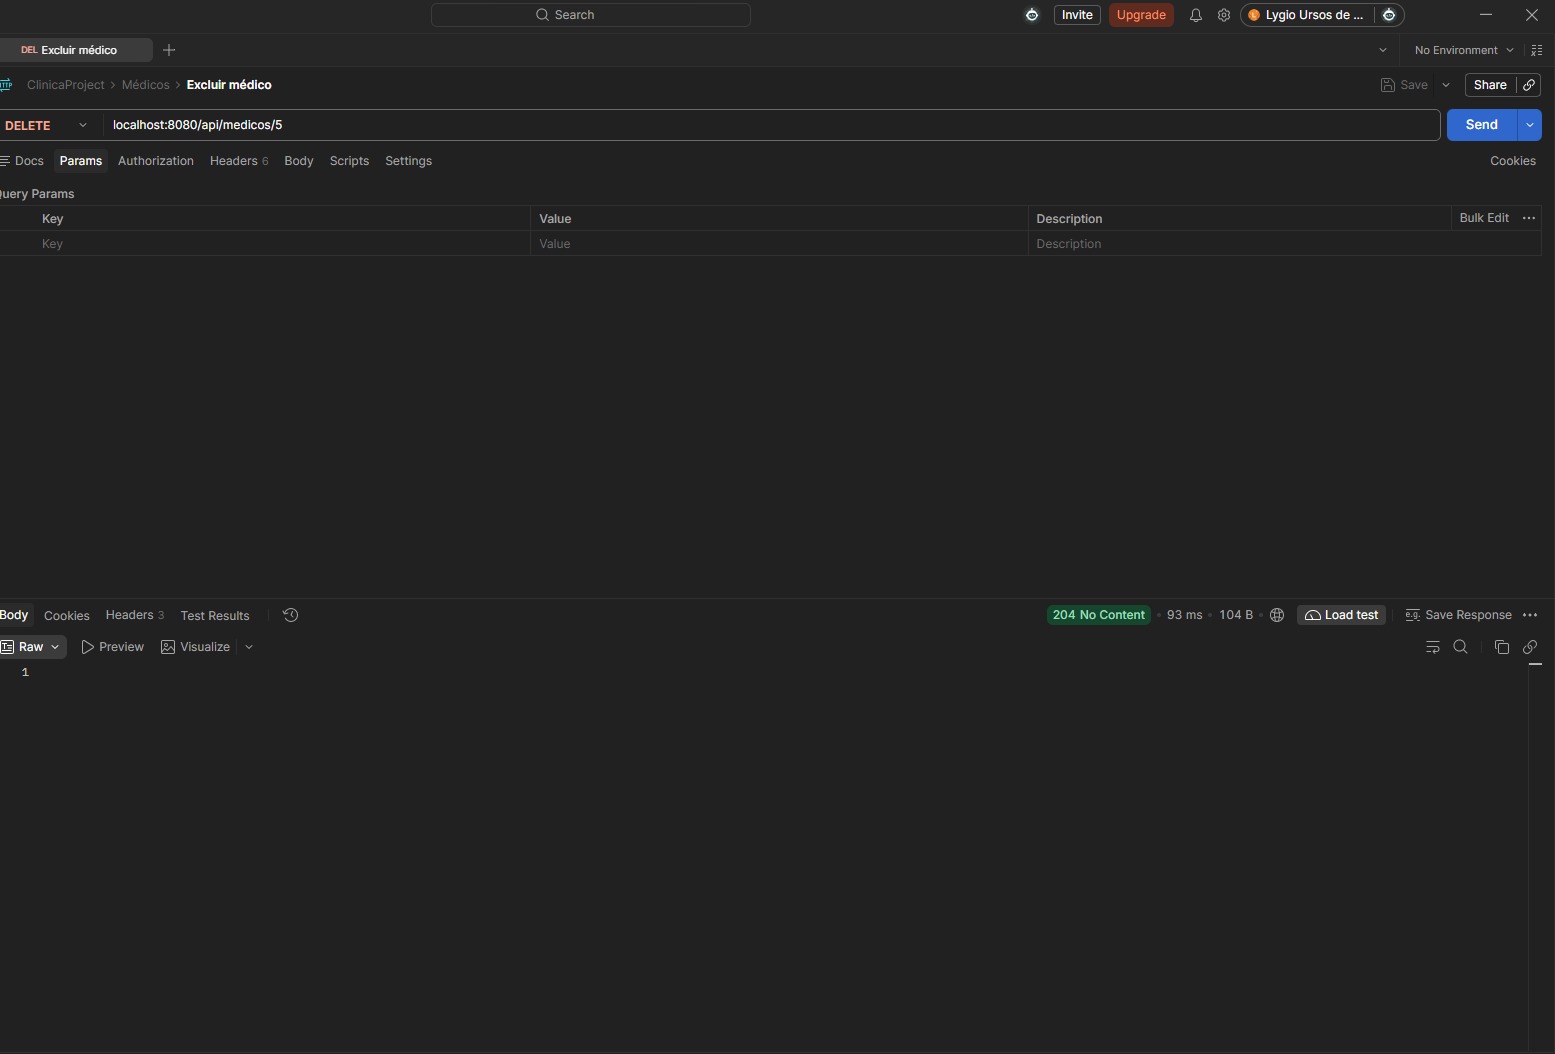 Search Invite Upgrade Lygio Ursos de ...
DEL Excluir médico No Environment
HTTP ClinicaProject > Médicos > Excluir médico Save Share
DELETE localhost:8080/api/medicos/5 Send
Docs Params Authorization Headers 6 Body Scripts Settings Cookies
Query Params
Key Value Description Bulk Edit
Key Value Description
Body Cookies Headers 3 Test Results 204 No Content 93 ms 104 B Load test e.g. Save Response
Raw Preview Visualize
1